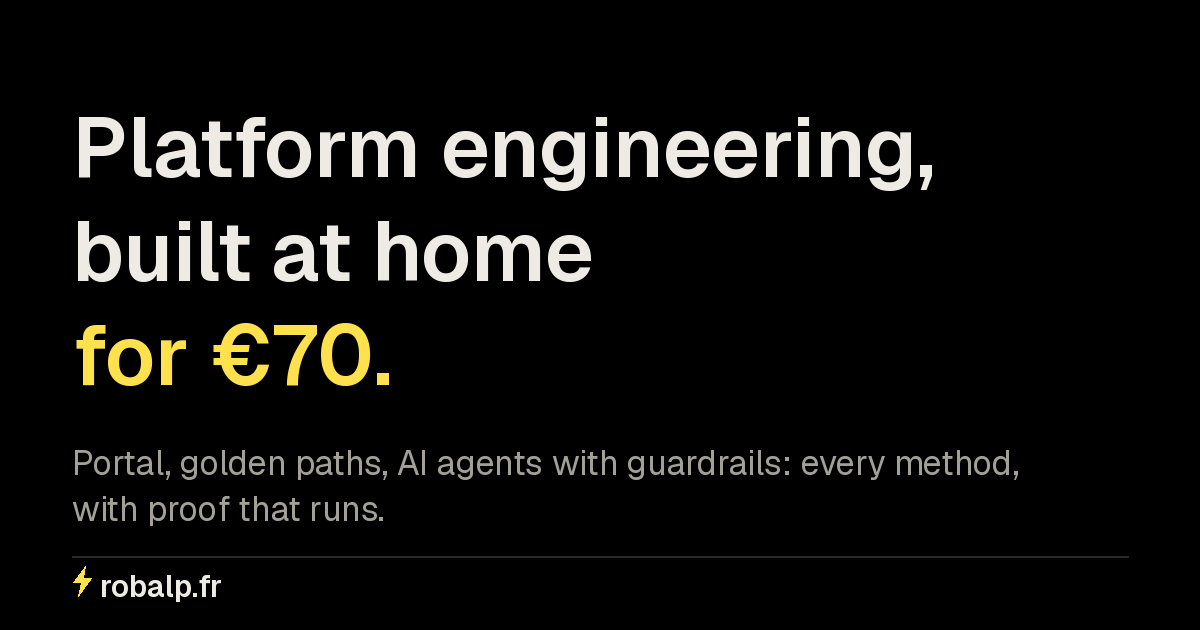 Platform engineering,
built at home
for €70.
Portal, golden paths, AI agents with guardrails: every method,
with proof that runs.
robalp.fr